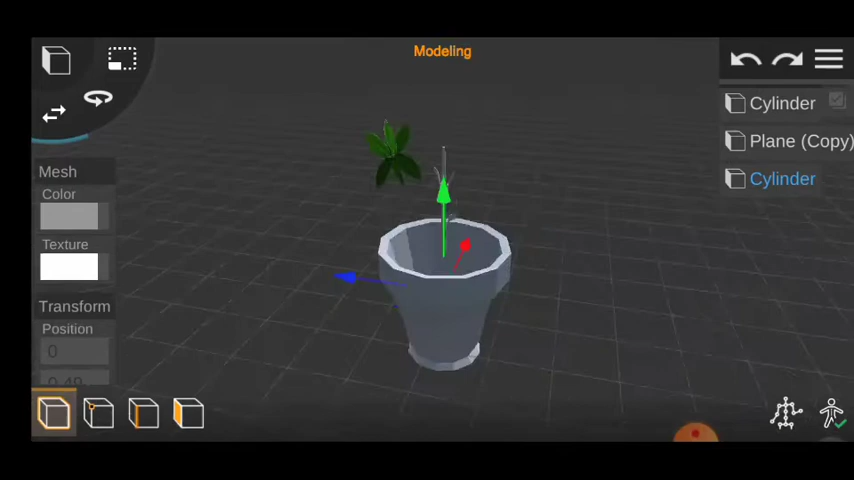 Modeling
Cylinder
Plane (Copy)
Cylinder
Mesh
Color
Texture
Transform
Position
0